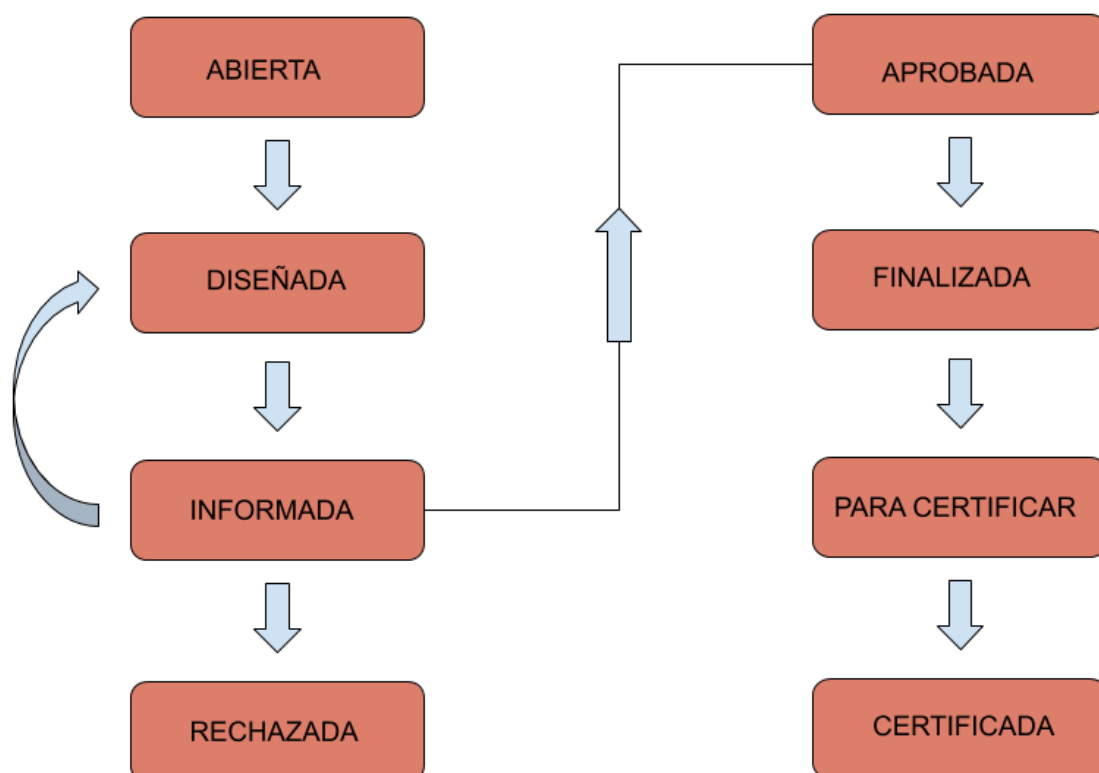 ABIERTA
DISEÑADA
INFORMADA
RECHAZADA
APROBADA
FINALIZADA
PARA CERTIFICAR
CERTIFICADA